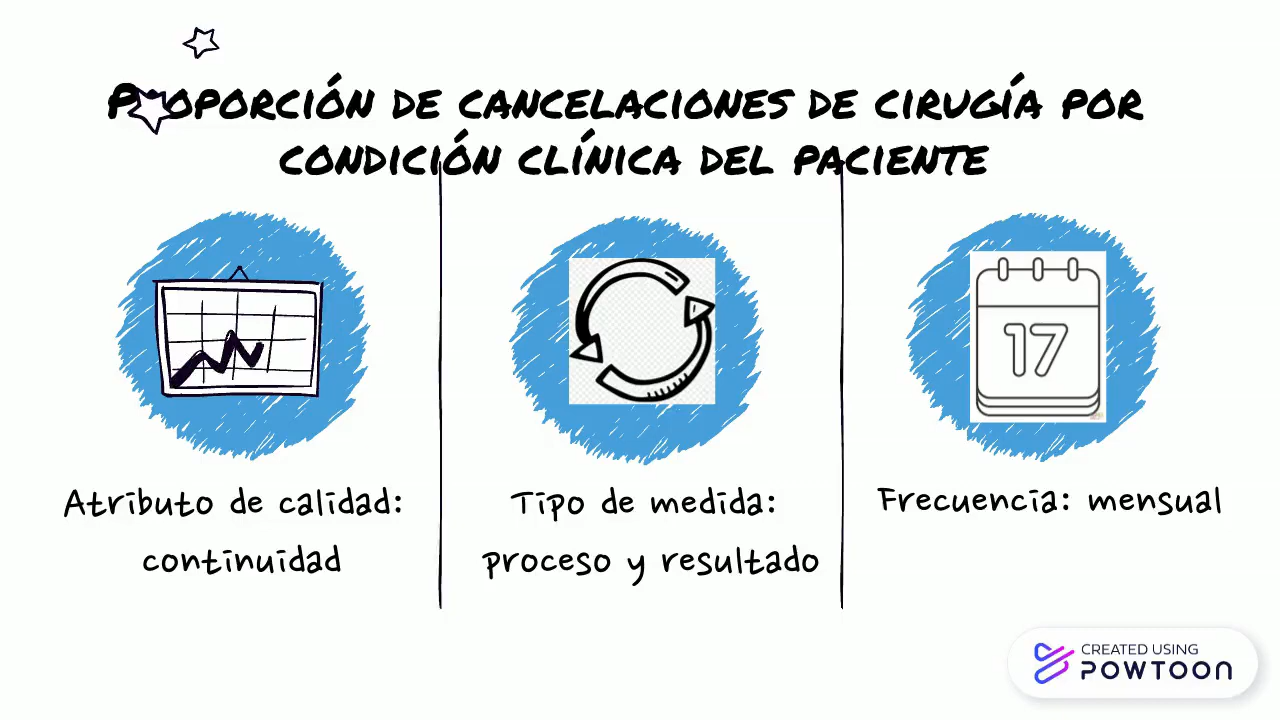 Proporción de cancelaciones de cirugía por
condición clínica del paciente
17
Atributo de calidad:
continuidad
Tipo de medida:
proceso y resultado
Frecuencia: mensual
CREATED USING
POWTOON